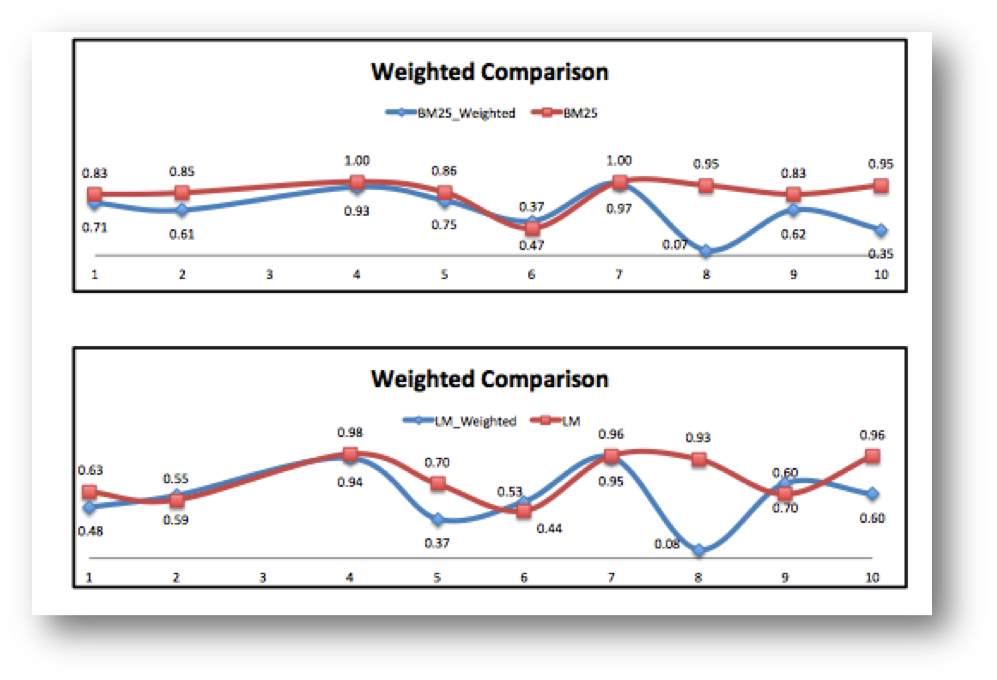 Weighted Comparison
BM25_Weighted BM25
0.83 0.85 1.00 0.86 0.37 1.00 0.95 0.83 0.95
0.71 0.61 0.93 0.75 0.47 0.97 0.07 0.62 0.35
1 2 3 4 5 6 7 8 9 10
Weighted Comparison
LM_Weighted LM
0.63 0.55 0.98 0.70 0.53 0.96 0.93 0.60 0.96
0.48 0.59 0.94 0.37 0.44 0.95 0.08 0.70 0.60
1 2 3 4 5 6 7 8 9 10